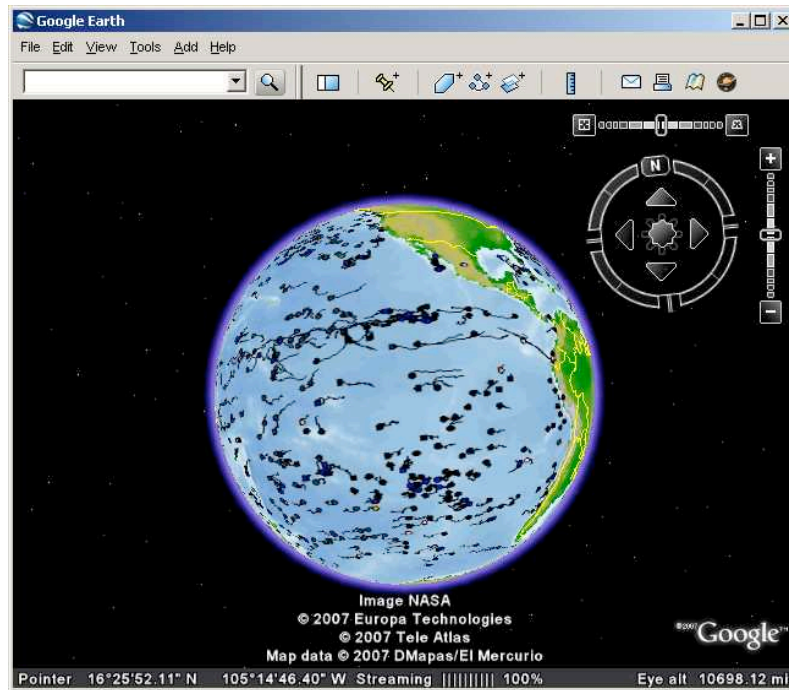 Google Earth
File Edit View Tools Add Help
N
Image NASA
© 2007 Europa Technologies
© 2007 Tele Atlas
Map data © 2007 DMapas/El Mercurio
©2007 Google™
Pointer 16°25'52.11" N 105°14'46.40" W Streaming |||||||||| 100% Eye alt 10698.12 mi